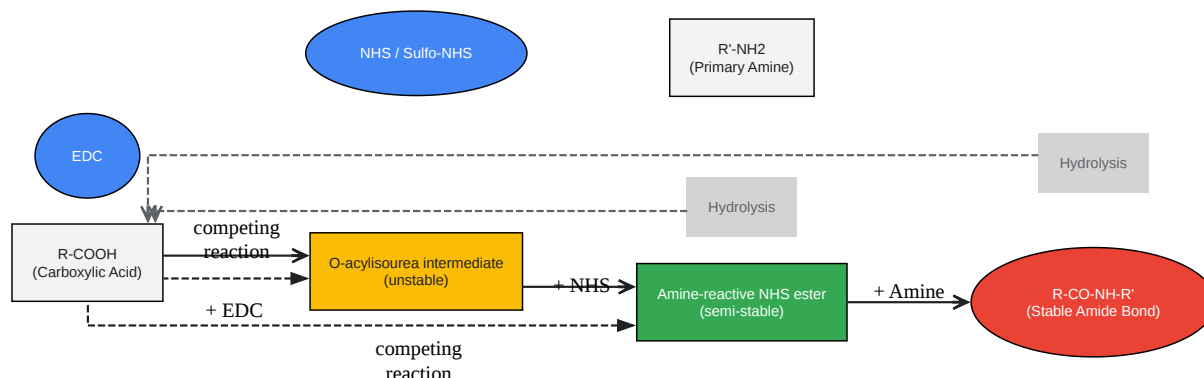 NHS / Sulfo-NHS
R'-NH2
(Primary Amine)
EDC
Hydrolysis
Hydrolysis
competing
reaction
R-COOH
(Carboxylic Acid)
O-acylisourea intermediate
(unstable)
+ NHS
Amine-reactive NHS ester
(semi-stable)
+ Amine
R-CO-NH-R'
(Stable Amide Bond)
+ EDC
competing
reaction